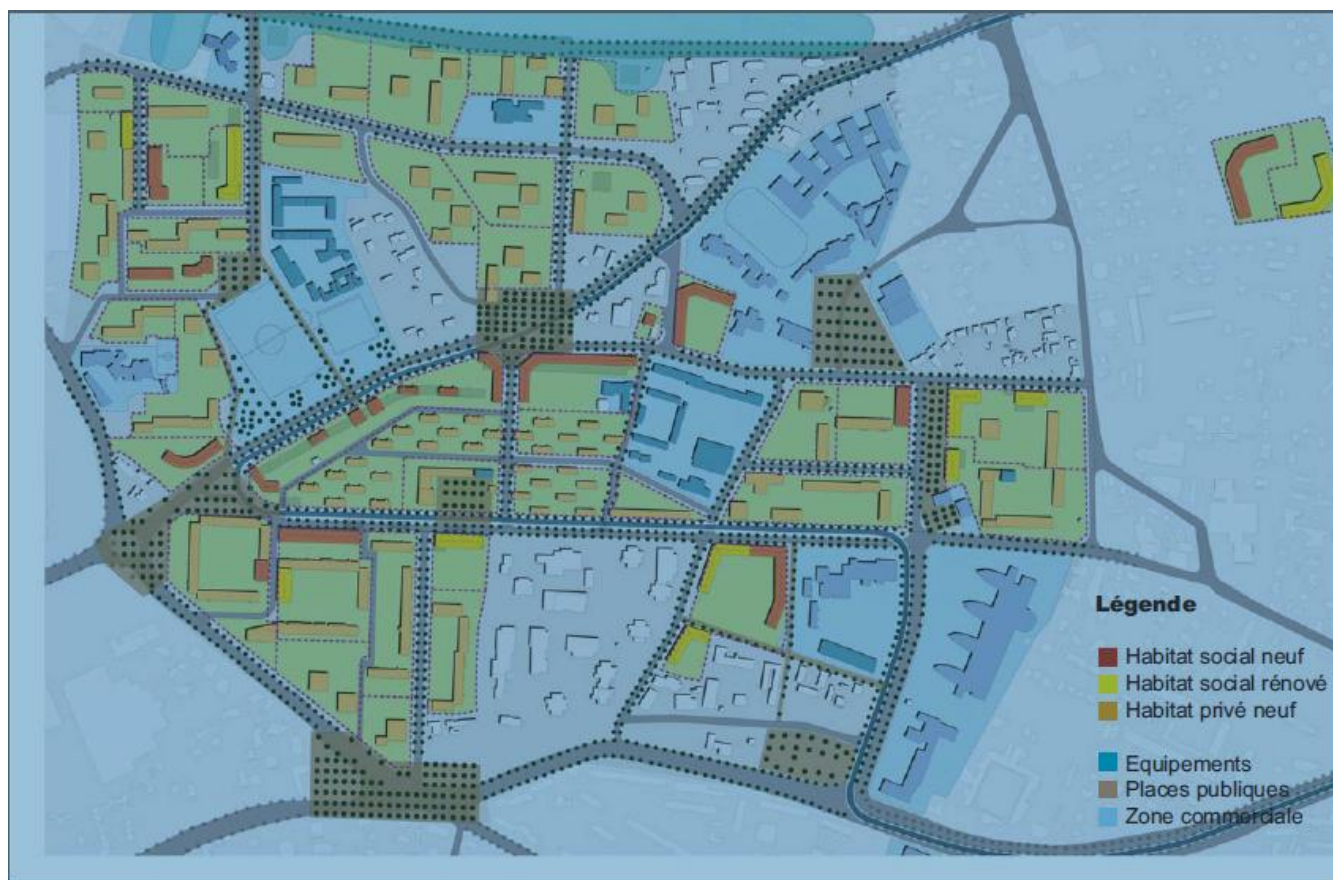 Légende
Habitat social neuf
Habitat social rénové
Habitat privé neuf
Equipements
Places publiques
Zone commerciale